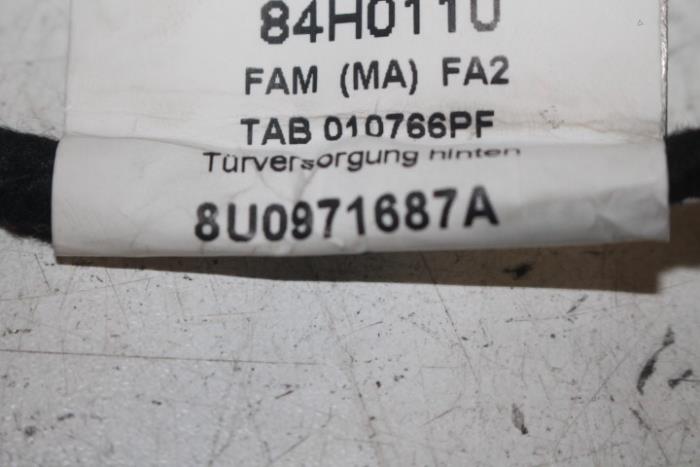 84H0110
FAM (MA) FA2
TAB 010766PF
Türversorgung hinten
8U0971687A